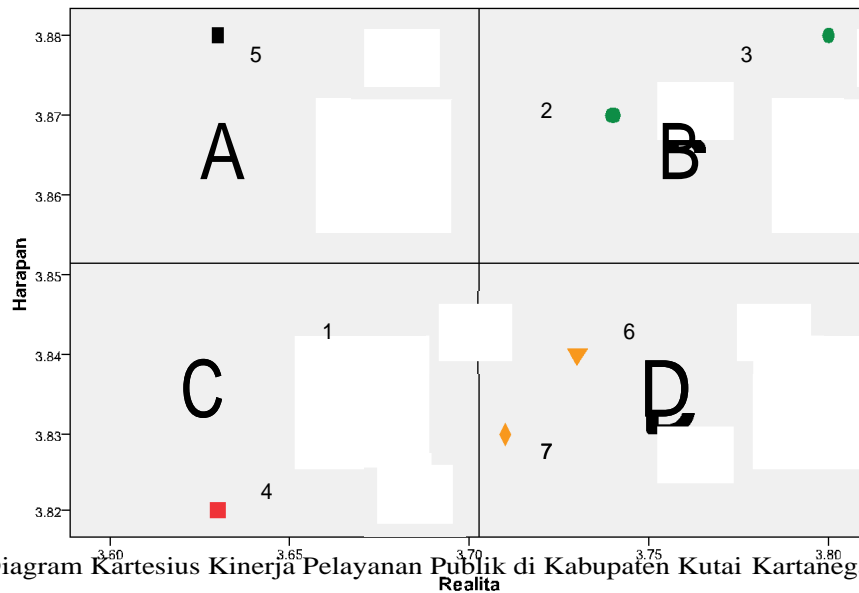 3.88
5
3
3.87
2
A
B
3.86
Harapan
3.85
1
6
3.84
C
D
3.83
7
4
3.82
3.60 3.65 3.70 3.75 3.80
iagram Kartesius Kinerja Pelayanan Publik di Kabupaten Kutai Kartaneg
Realita